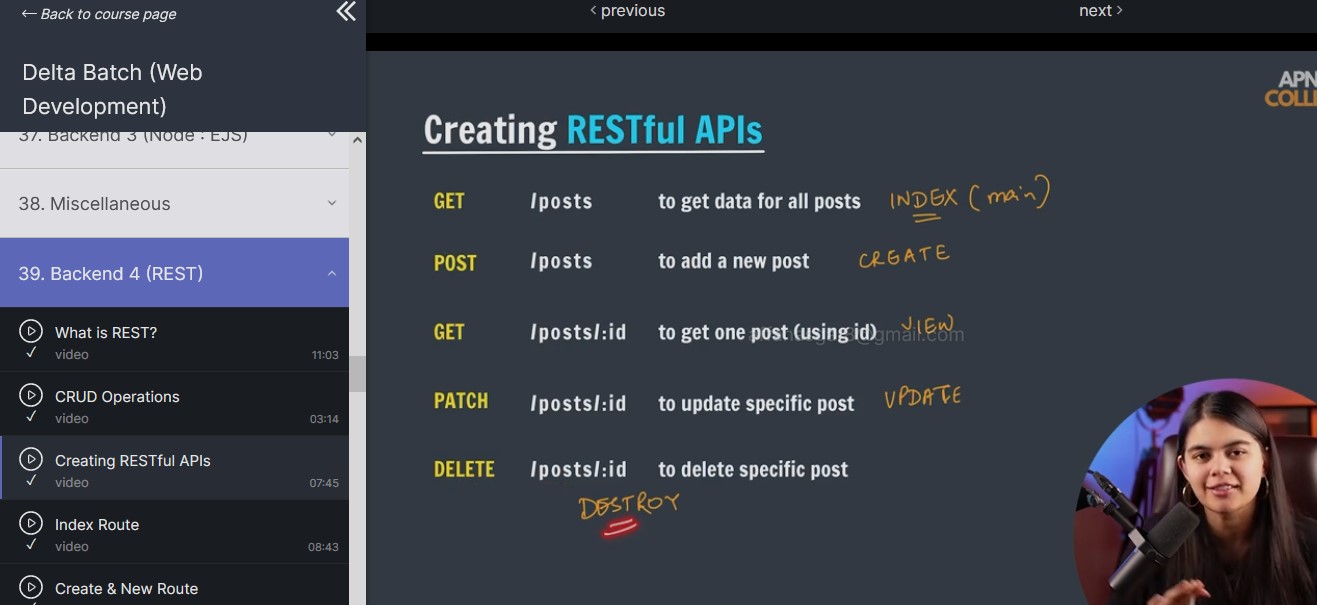 ← Back to course page
Delta Batch (Web
Development)
37. Backend 3 (Node : EJS)
38. Miscellaneous
39. Backend 4 (REST)
What is REST?
video 11:03
CRUD Operations
video 03:14
Creating RESTful APIs
video 07:45
Index Route
video 08:43
Create & New Route
< previous next >
APN
COLL
Creating RESTful APIs
GET /posts to get data for all posts INDEX (main)
POST /posts to add a new post CREATE
GET /posts/:id to get one post (using id) VIEW
@gmail.com
PATCH /posts/:id to update specific post UPDATE
DELETE /posts/:id to delete specific post
DESTROY